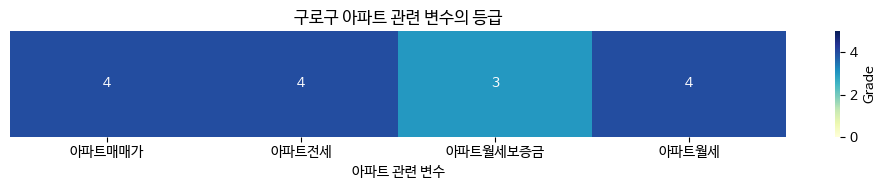 구로구 아파트 관련 변수의 등급
4 4 3 4
아파트매매가 아파트전세 아파트월세보증금 아파트월세
아파트 관련 변수
4
2
0
Grade